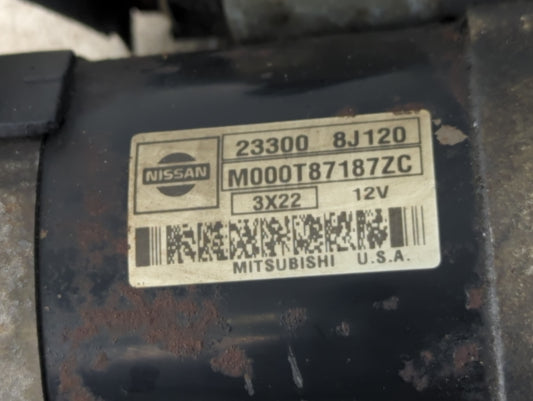 23300 8J120
NISSAN
M000T87187ZC
3X22 12V
MITSUBISHI U.S.A.